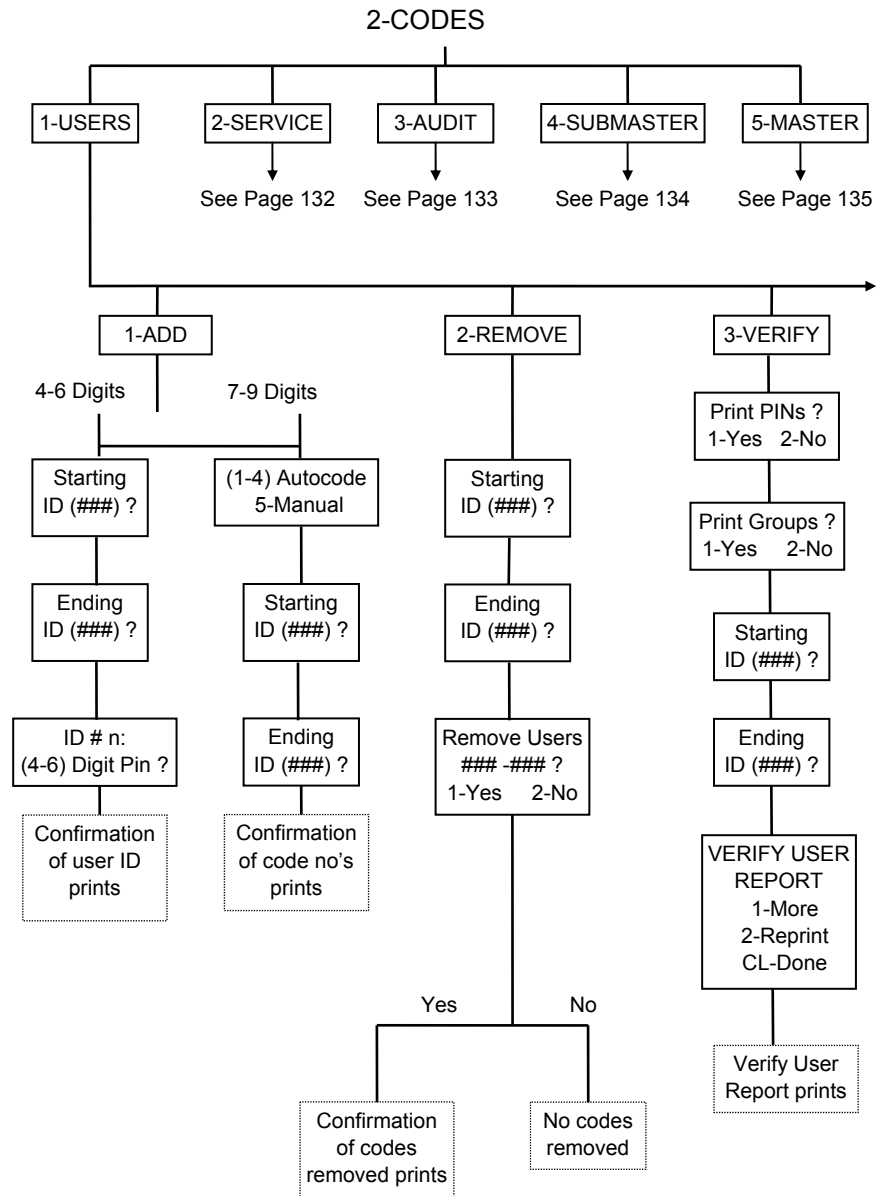 2-CODES
1-USERS
2-SERVICE
3-AUDIT
4-SUBMASTER
5-MASTER
See Page 132
See Page 133
See Page 134
See Page 135
1-ADD
2-REMOVE
3-VERIFY
4-6 Digits
7-9 Digits
Starting
ID (###) ?
Ending
ID (###) ?
ID # n:
(4-6) Digit Pin ?
Confirmation
of user ID
prints
(1-4) Autocode
5-Manual
Starting
ID (###) ?
Ending
ID (###) ?
Confirmation
of code no's
prints
Starting
ID (###) ?
Ending
ID (###) ?
Remove Users
### -### ?
1-Yes 2-No
Yes
No
Confirmation
of codes
removed prints
No codes
removed
Print PINs ?
1-Yes 2-No
Print Groups ?
1-Yes 2-No
Starting
ID (###) ?
Ending
ID (###) ?
VERIFY USER
REPORT
1-More
2-Reprint
CL-Done
Verify User
Report prints